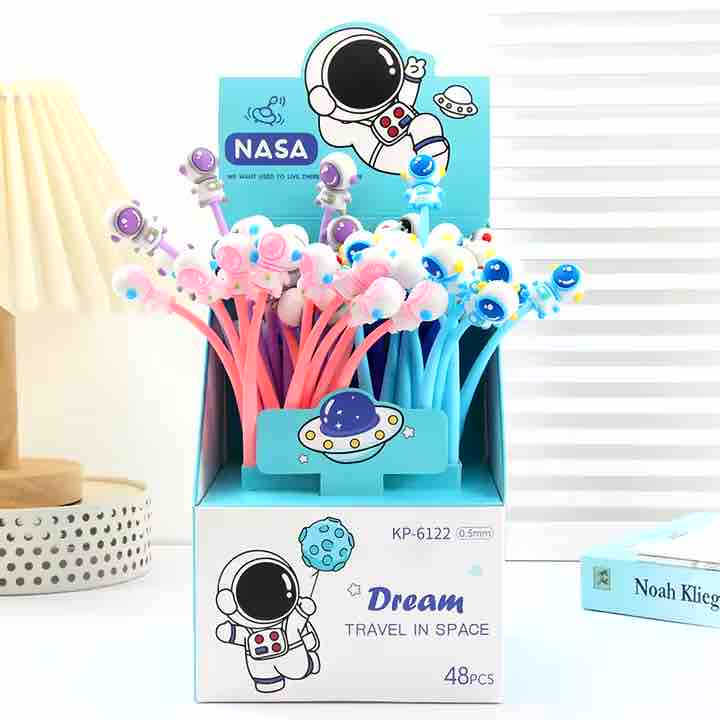 NASA
WE WANT USED TO LIVE THERE
KP-6122 0.5mm
Dream
TRAVEL IN SPACE
48PCS
Noah Klieg